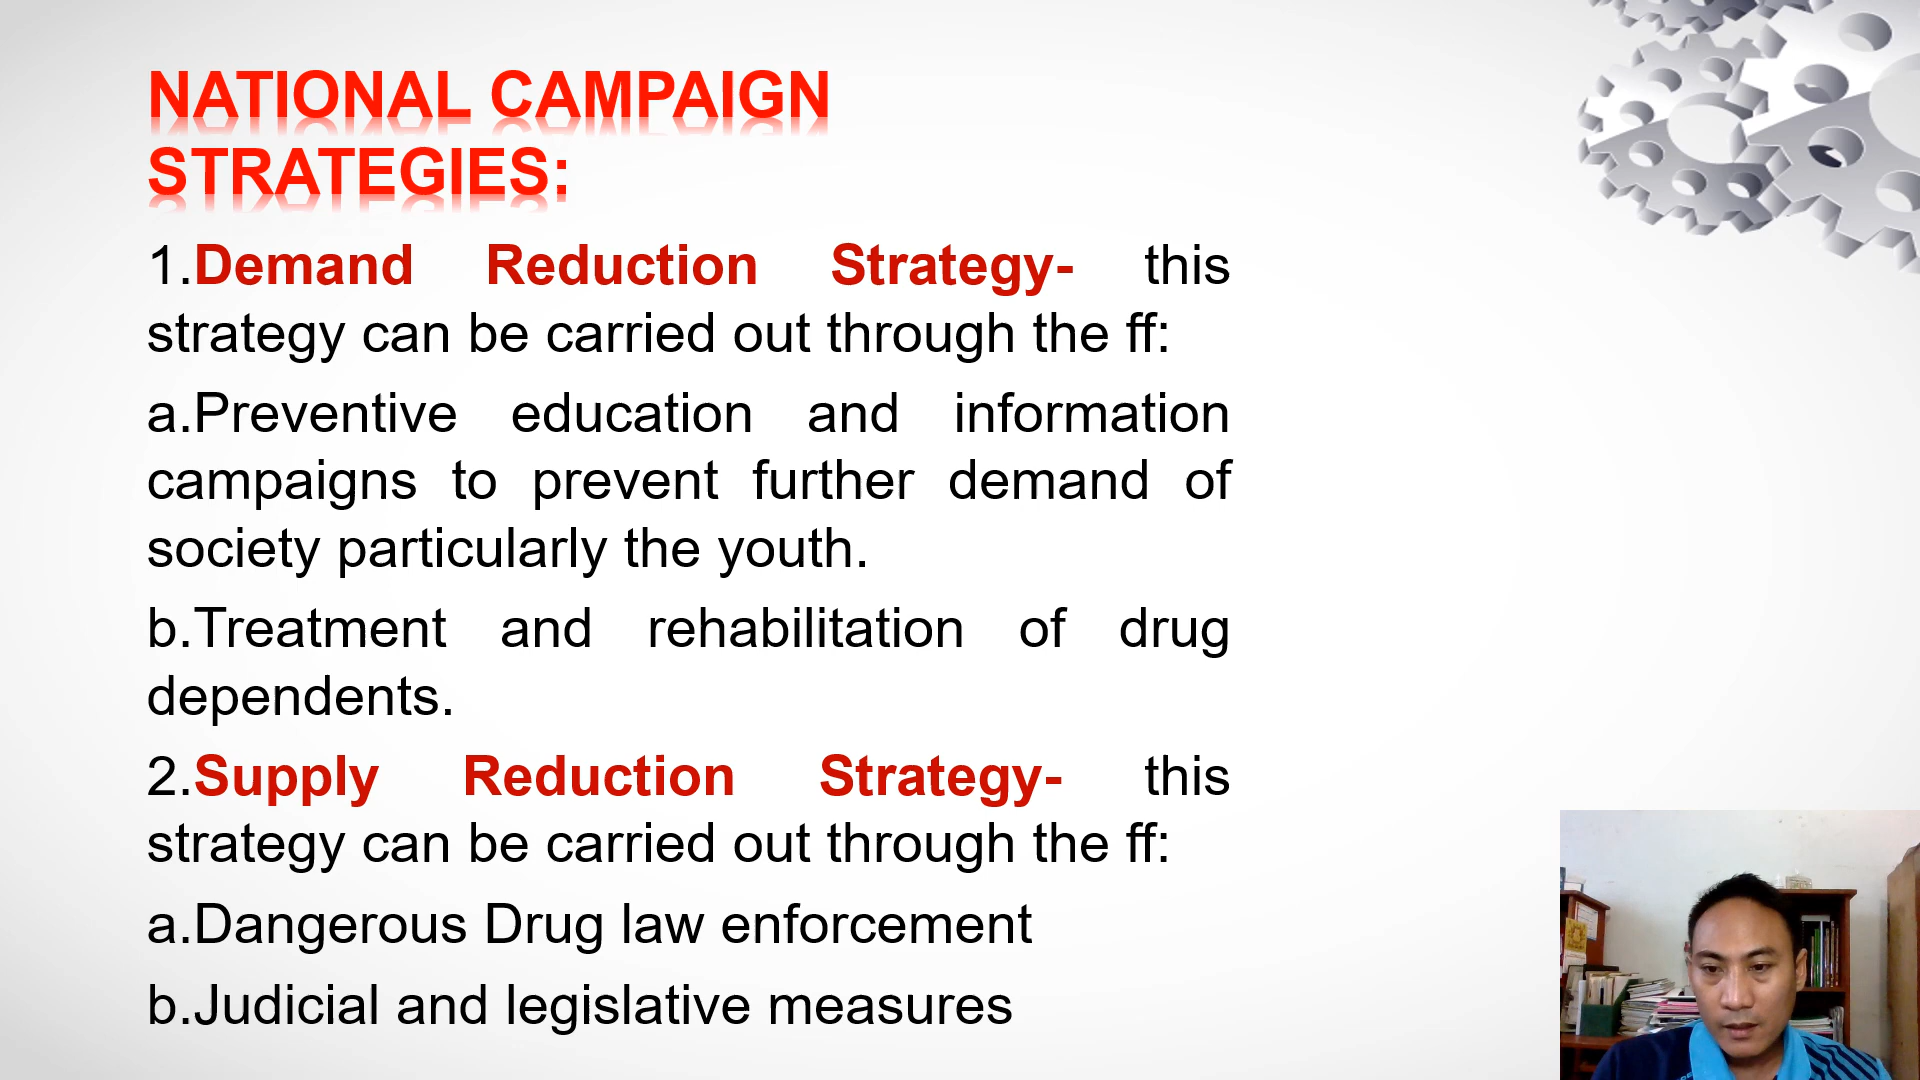 NATIONAL CAMPAIGN
STRATEGIES:
1.Demand Reduction Strategy- this
strategy can be carried out through the ff:
a.Preventive education and information
campaigns to prevent further demand of
society particularly the youth.
b.Treatment and rehabilitation of drug
dependents.
2.Supply Reduction Strategy- this
strategy can be carried out through the ff:
a.Dangerous Drug law enforcement
b.Judicial and legislative measures